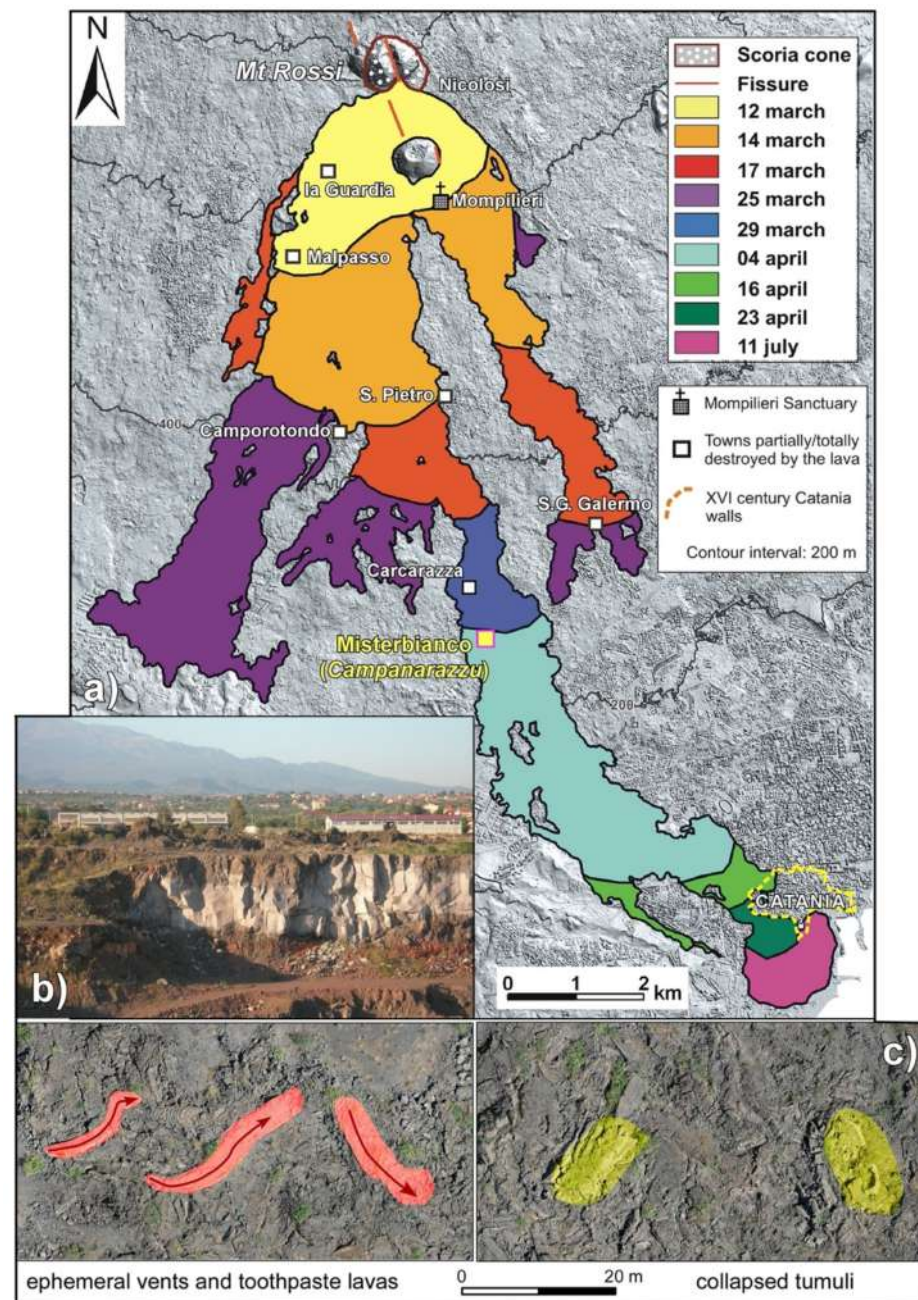 N
Mt Rossi
Nicolosi
la Guardia
Mompilieri
Malpasso
S. Pietro
400
Camporotondo
S.G. Galermo
Carcarazza
Misterbianco
(Campanarazzu)
200
CATANIA
a)
0 1 2
km
Scoria cone
Fissure
12 march
14 march
17 march
25 march
29 march
04 april
16 april
23 april
11 july
Mompilieri Sanctuary
Towns partially/totally
destroyed by the lava
XVI century Catania
walls
Contour interval: 200 m
b)
c)
ephemeral vents and toothpaste lavas
0 20 m
collapsed tumuli